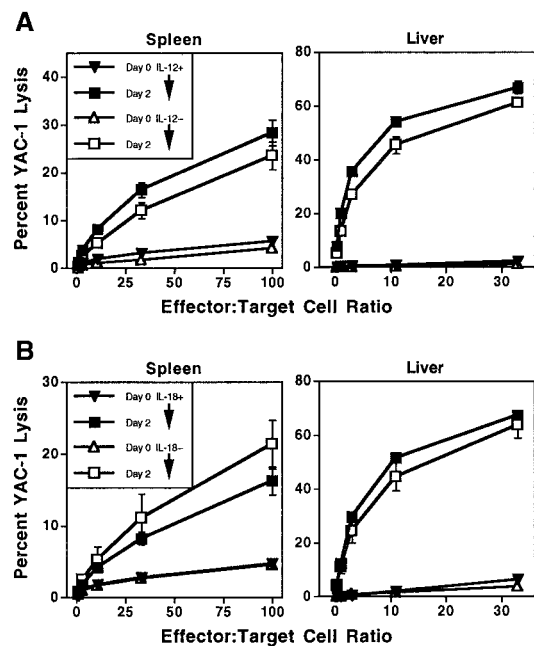 A
Spleen
Liver
Percent YAC-1 Lysis
40
30
20
10
0
Day 0 IL-12+
Day 2
Day 0 IL-12–
Day 2
80
60
40
20
0
0 25 50 75 100
0 10 20 30
Effector:Target Cell Ratio
B
Spleen
Liver
Percent YAC-1 Lysis
30
20
10
0
Day 0 IL-18+
Day 2
Day 0 IL-18–
Day 2
80
60
40
20
0
0 25 50 75 100
0 10 20 30
Effector:Target Cell Ratio